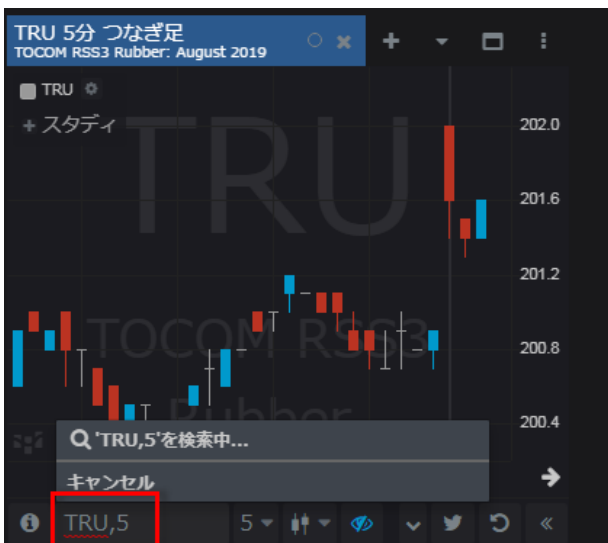 TRU 5分 つなぎ足
TOCOM RSS3 Rubber: August 2019
TRU
+ スタディ
TRU
TOCOM RSS3
Rubber
202.0
201.6
201.2
200.8
200.4
'TRU,5'を検索中...
キャンセル
TRU,5
5